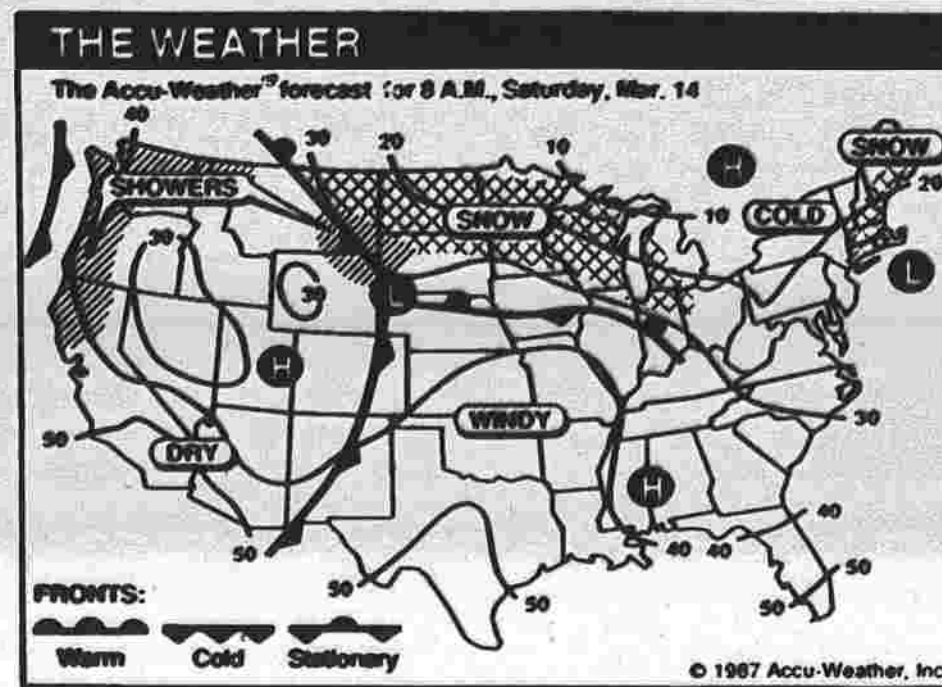 THE WEATHER
The Accu-Weather® forecast for 8 A.M., Saturday, Mar. 14
40
30
20
10
SNOW
20
H
SHOWERS
SNOW
10
COLD
30
L
30
L
H
50
DRY
WINDY
30
H
50
40
40
40
50
50
50
50
FRONTS:
Warm
Cold
Stationary
© 1987 Accu-Weather, Inc